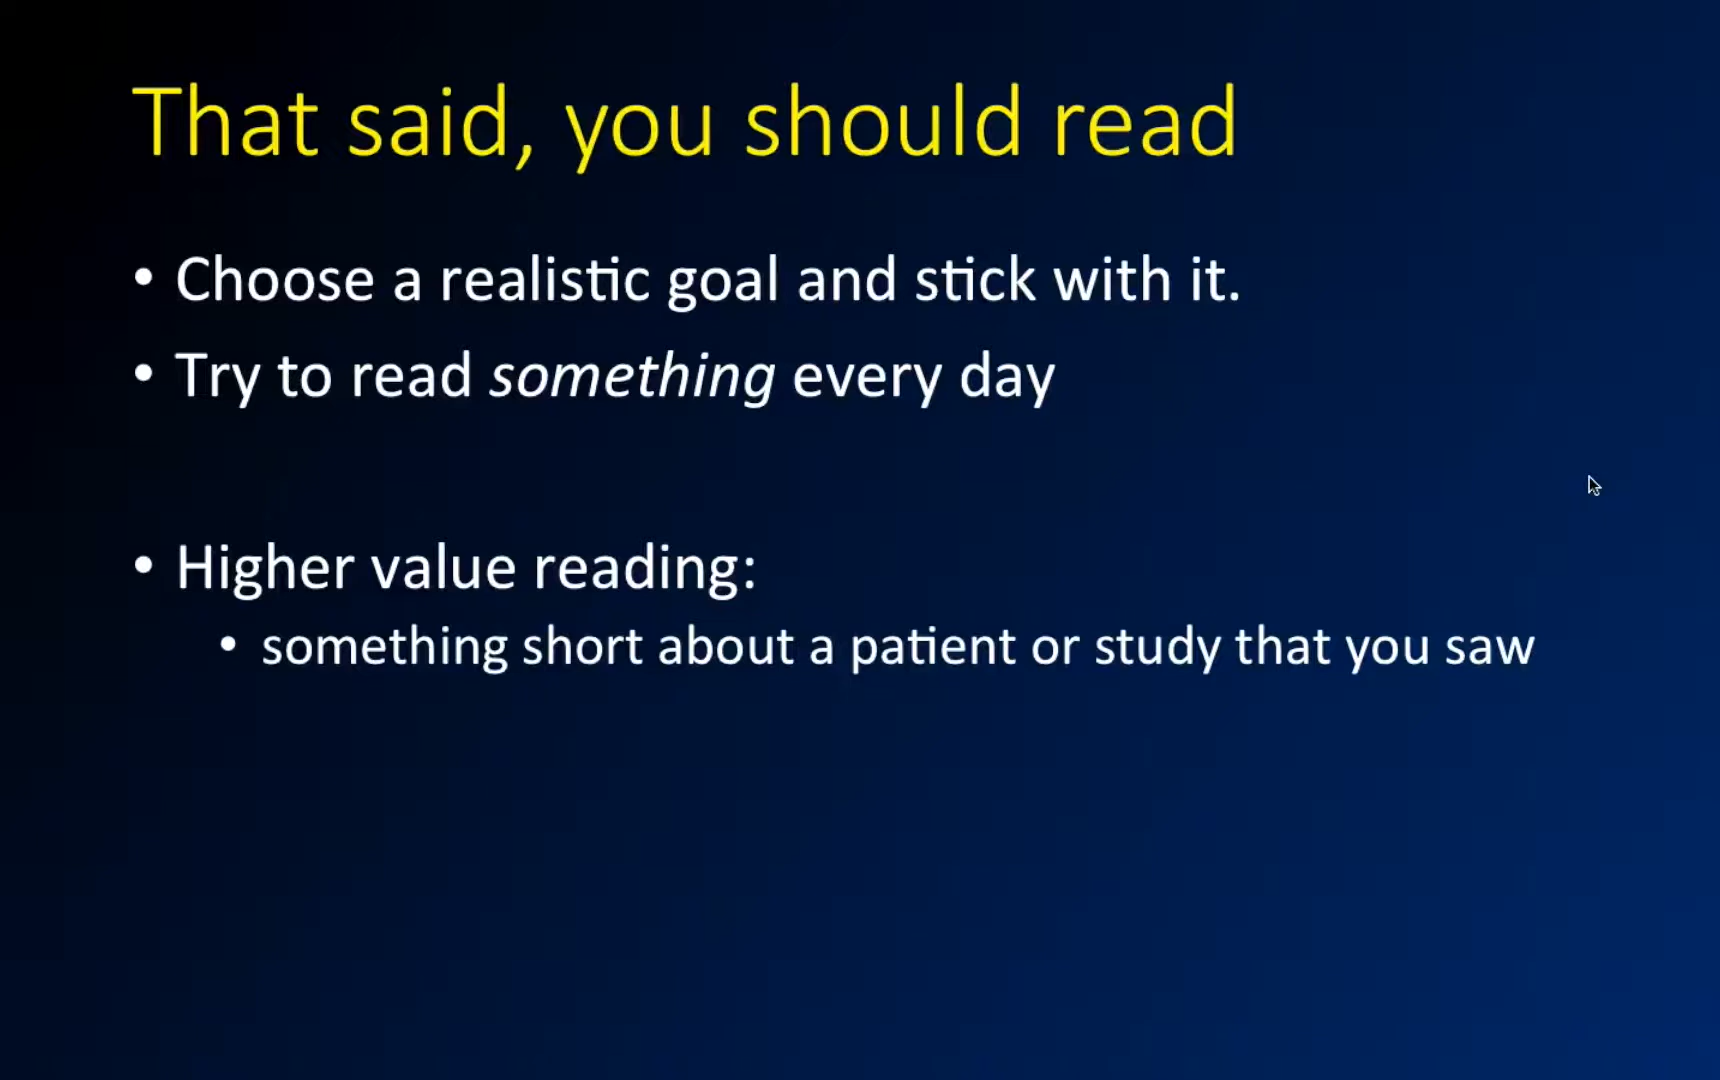 That said, you should read
• Choose a realistic goal and stick with it.
• Try to read something every day
• Higher value reading:
• something short about a patient or study that you saw